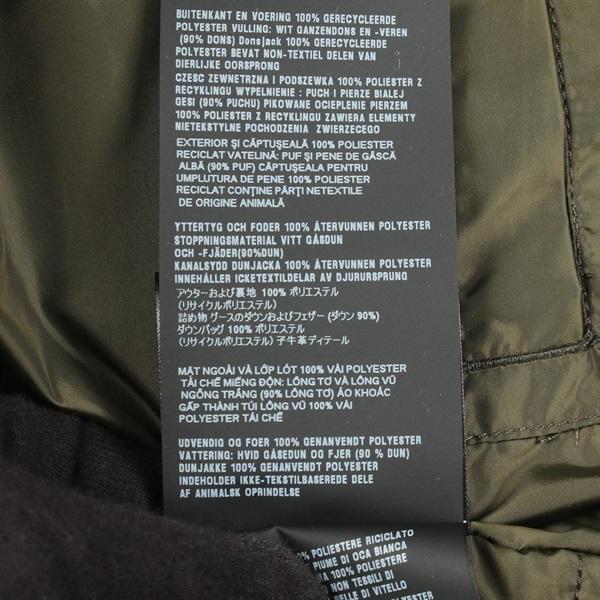 BUITENKANT EN VOERING 100% GERECYCLEERDE
POLYESTER VULLING: WIT GANZENDONS EN -VEREN
(90% DONS) Donsjack 100% GERECYCLEERDE
POLYESTER BEVAT NON-TEXTIEL DELEN VAN
DIERLIJKE OORSPRONG
CZESC ZEWNETRZNA I PODSZEWKA 100% POLIESTER Z
RECYKLINGU WYPEŁNIENIE : PUCH I PIERZE BIAŁEJ
GESI (90% PUCHU) PIKOWANE OCIEPLENIE PIERZEM
100% POLIESTER Z RECYKLINGU ZAWIERA ELEMENTY
NIETEKSTYLNE POCHODZENIA ZWIERZECEGO
EXTERIOR ȘI CĂPTUȘEALĂ 100% POLIESTER
RECICLAT VATELINĂ: PUF ȘI PENE DE GÂSCĂ
ALBĂ (90% PUF) CĂPTUȘEALA PENTRU
UMPLUTURA DE PENE 100% POLIESTER
RECICLAT CONȚINE PĂRȚI NETEXTILE
DE ORIGINE ANIMALĂ
YTTERTYG OCH FODER 100% ÅTERVUNNEN POLYESTER
STOPPNINGSMATERIAL VITT GÅSDUN
OCH -FJÄDER(90%DUN)
KANALSYDD DUNJACKA 100% ÅTERVUNNEN POLYESTER
INNEHÅLLER ICKETEXTILDELAR AV DJURURSPRUNG
アウターおよび裏地 100% ポリエステル
(リサイクルポリエステル)
詰め物 グースのダウンおよびフェザー (ダウン 90%)
ダウンバッグ 100% ポリエステル
(リサイクルポリエステル) 子牛革ディテール
MẶT NGOÀI VÀ LỚP LÓT 100% VẢI POLYESTER
TÁI CHẾ MIẾNG ĐỘN: LÔNG TƠ VÀ LÔNG VŨ
NGỖNG TRẮNG (90% LÔNG TƠ) ÁO KHOÁC
GẤP THÀNH TÚI LÔNG VŨ 100% VẢI
POLYESTER TÁI CHẾ
UDVENDIG OG FOER 100% GENANVENDT POLYESTER
VATTERING: HVID GÅSEDUN OG FJER (90 % DUN)
DUNJAKKE 100% GENANVENDT POLYESTER
INDEHOLDER IKKE-TEKSTILBASEREDE DELE
AF ANIMALSK OPRINDELSE
% POLIESTERE RICICLATO
PIUME DI OCA BIANCA
100% POLIESTERE
NON TESSILI DI
DI VITELLO
POLYESTER